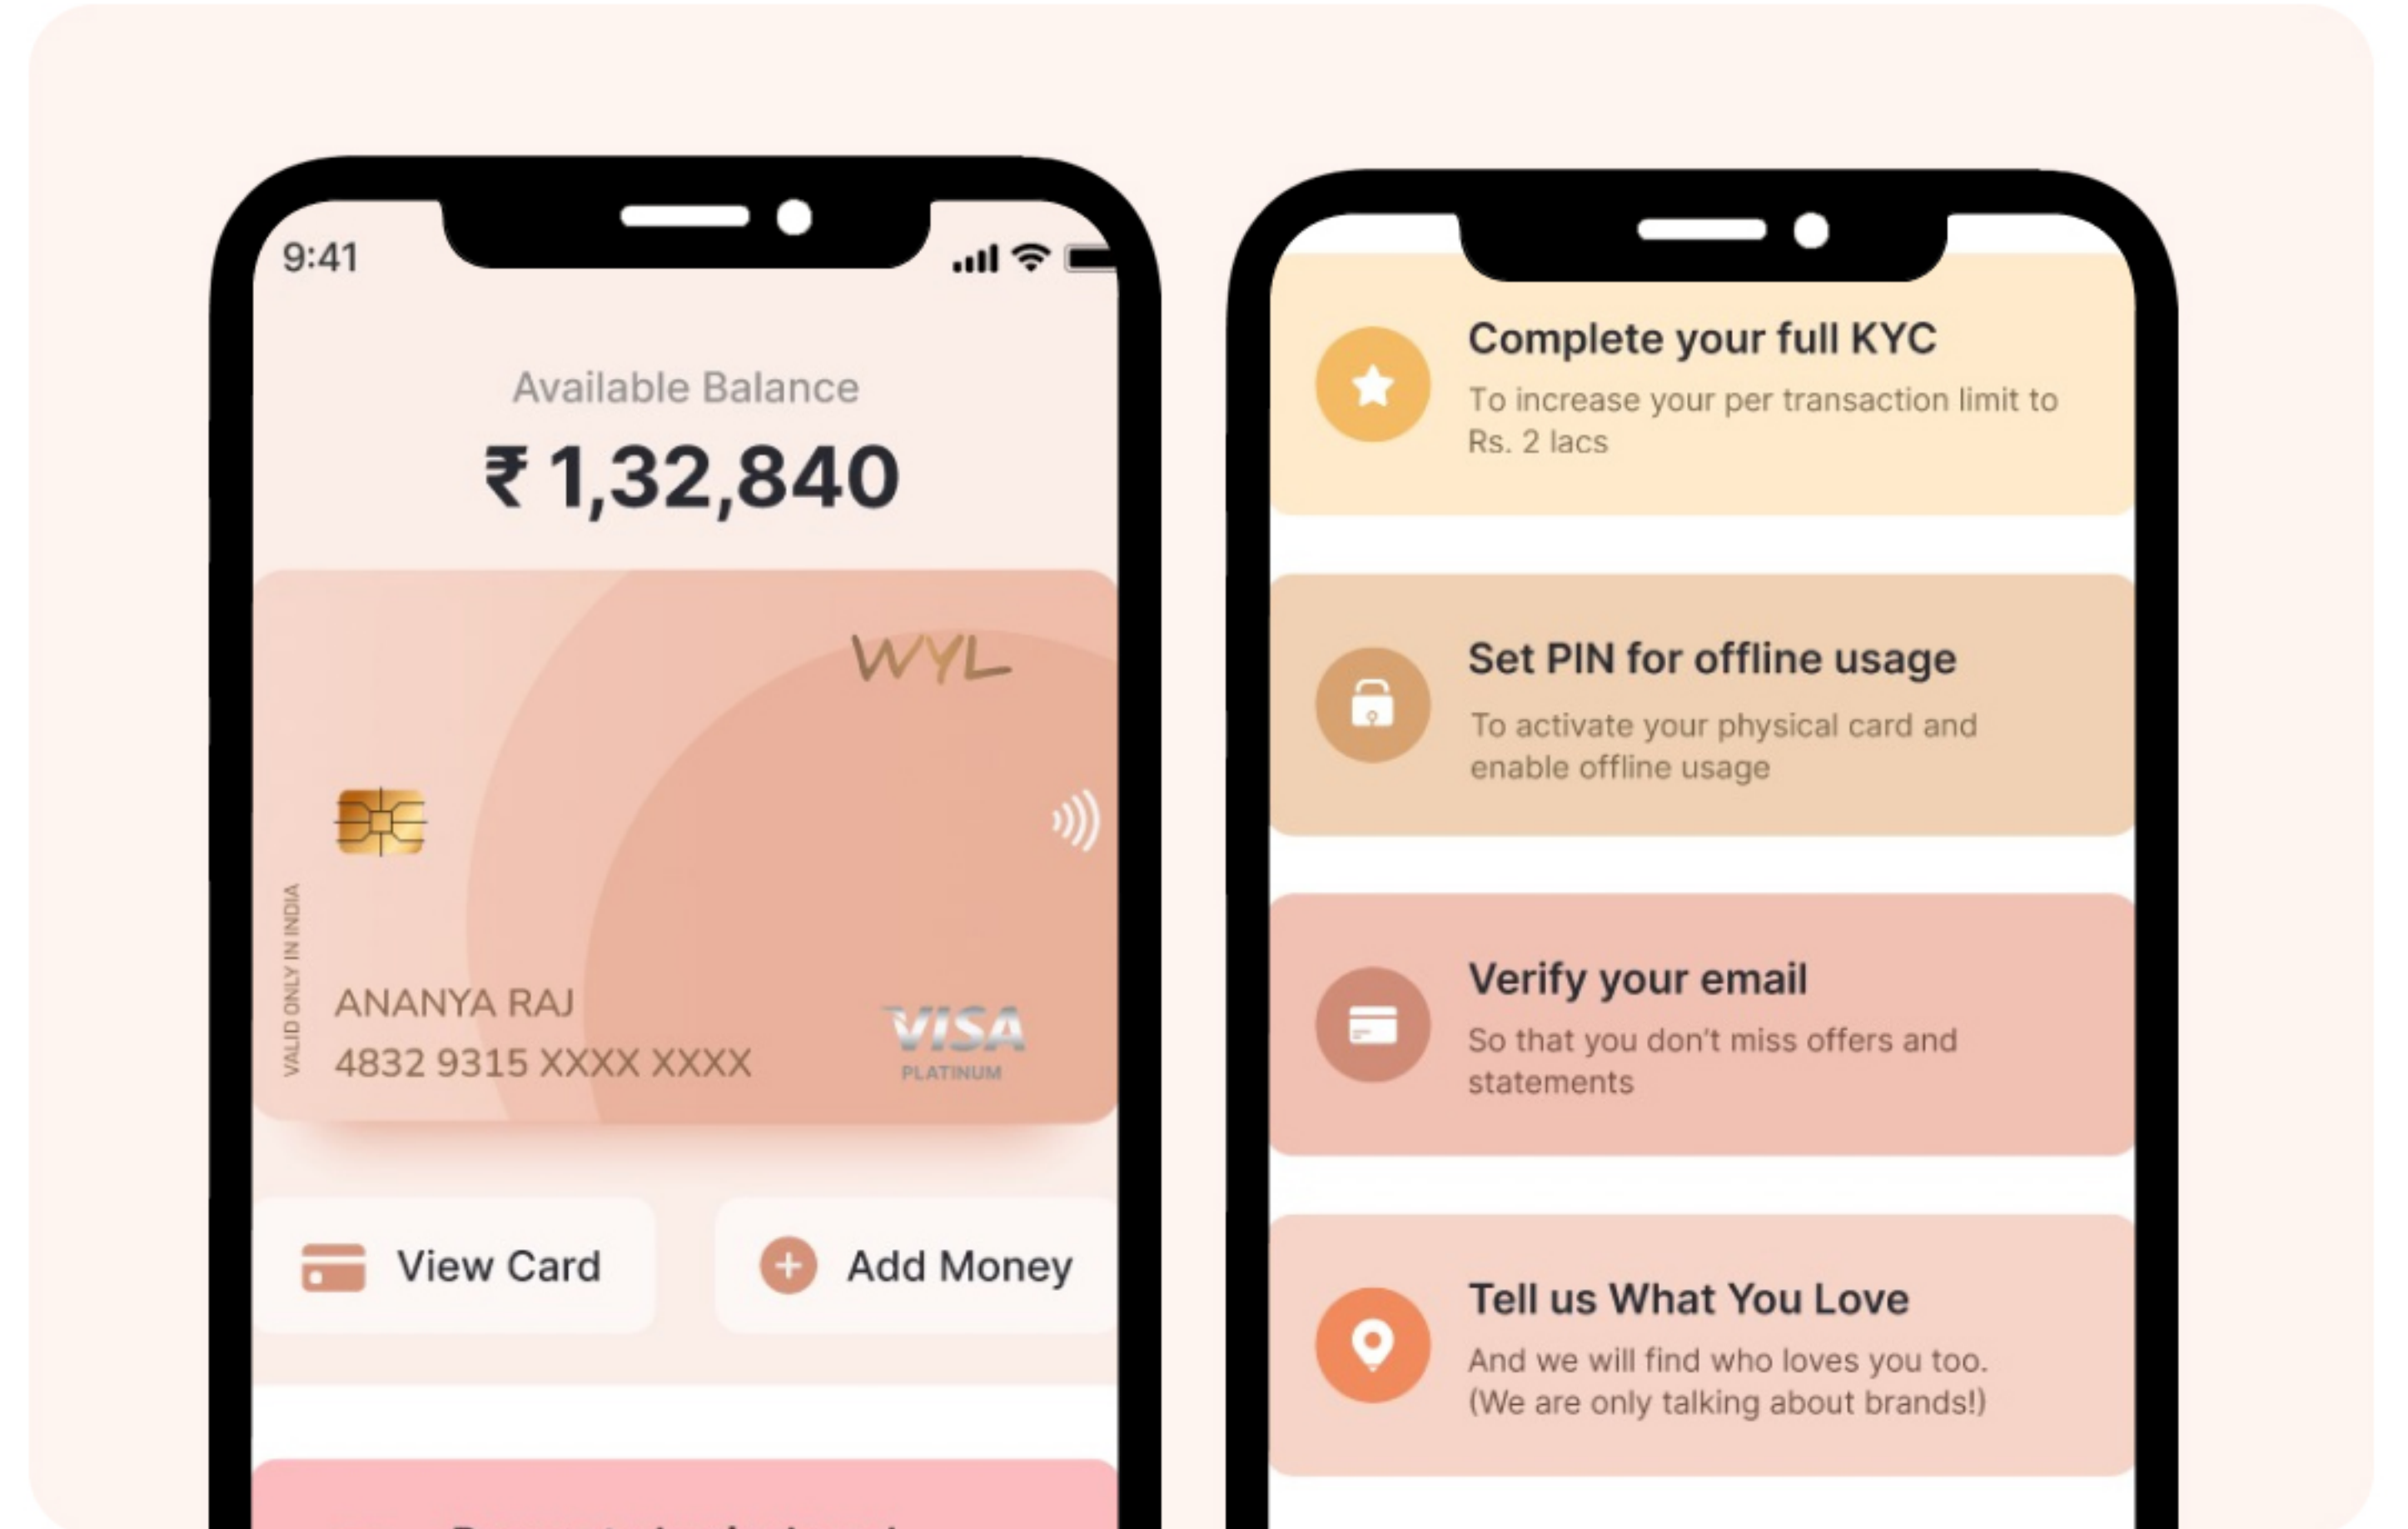 9:41
Available Balance
₹ 1,32,840
WYL
VALID ONLY IN INDIA
ANANYA RAJ
4832 9315 XXXX XXXX
VISA
PLATINUM
View Card
Add Money
Complete your full KYC
To increase your per transaction limit to
Rs. 2 lacs
Set PIN for offline usage
To activate your physical card and
enable offline usage
Verify your email
So that you don't miss offers and
statements
Tell us What You Love
And we will find who loves you too.
(We are only talking about brands!)